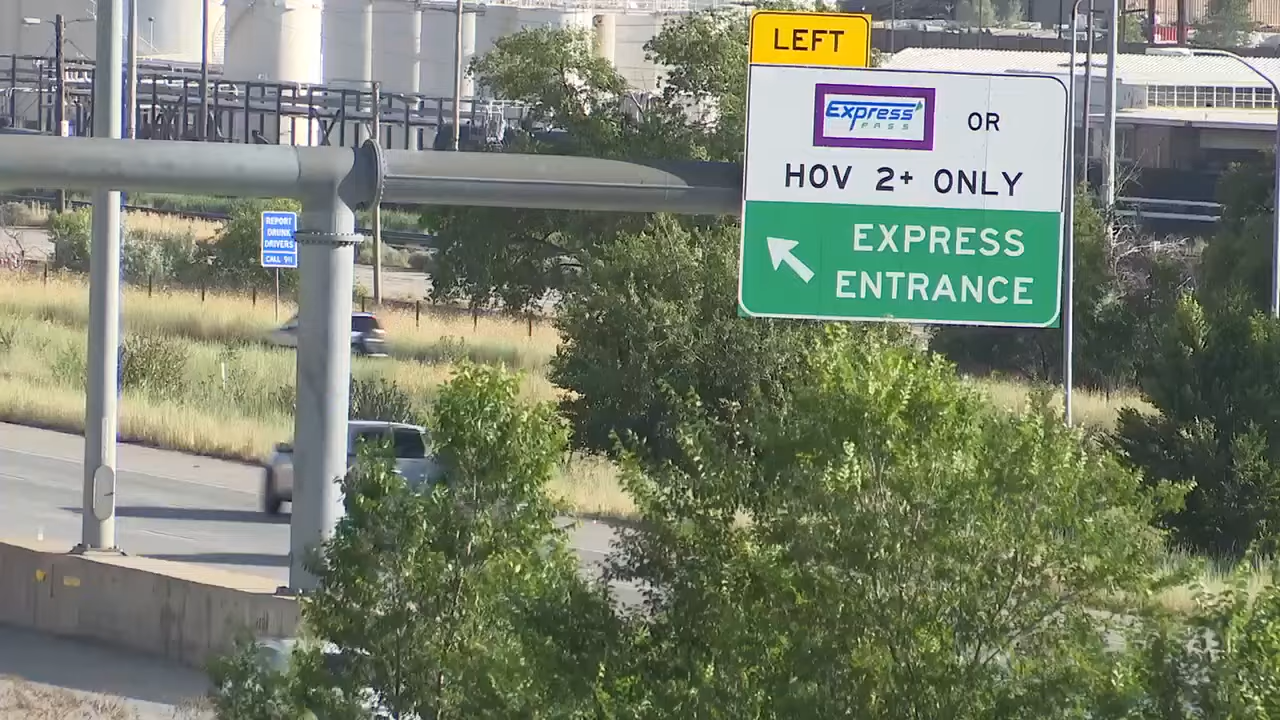 LEFT
Express
PASS
OR
HOV 2+ ONLY
EXPRESS
ENTRANCE
REPORT
DRUNK
DRIVERS
CALL 911